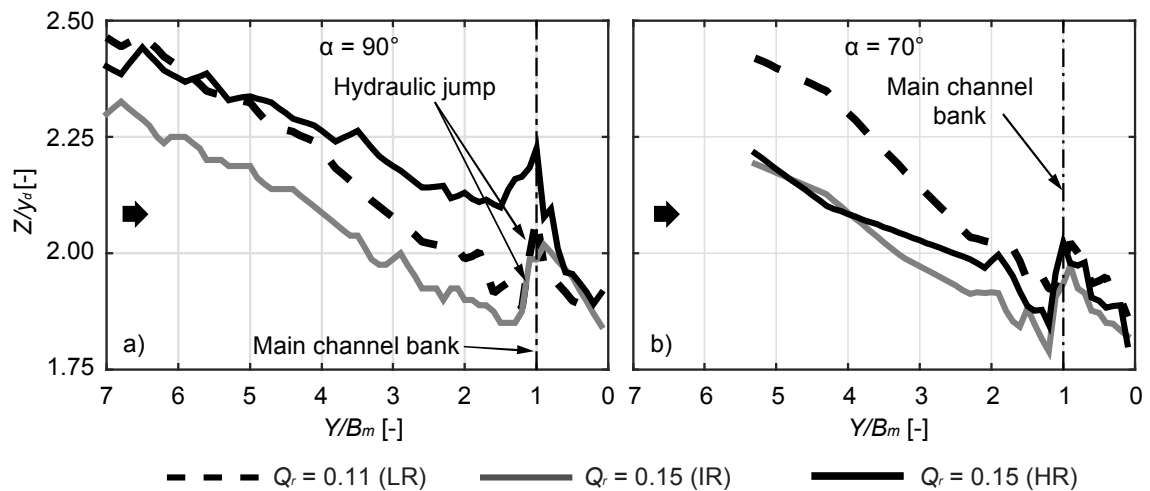 2.50
2.25
2.00
1.75
Z/y_d [-]
α = 90°
Hydraulic jump
Main channel bank
a)
7 6 5 4 3 2 1 0
Y/B_m [-]
α = 70°
Main channel
bank
b)
7 6 5 4 3 2 1 0
Y/B_m [-]
Q_r = 0.11 (LR) Q_r = 0.15 (IR) Q_r = 0.15 (HR)